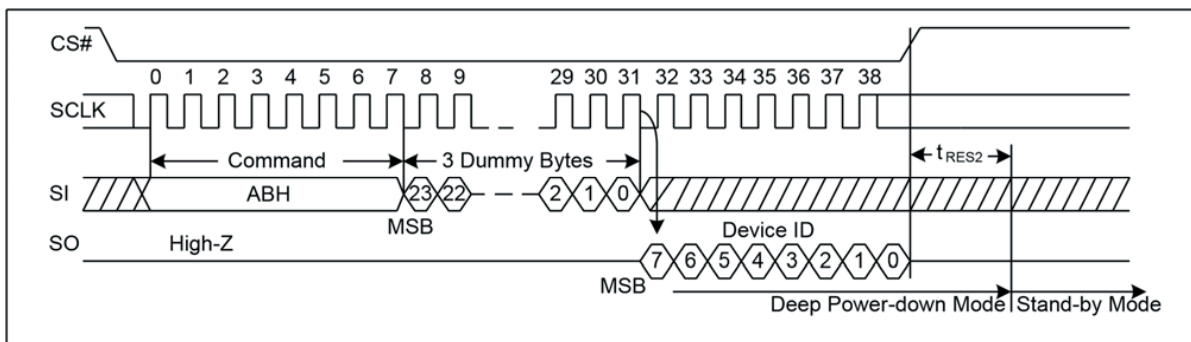 CS#
0 1 2 3 4 5 6 7 8 9 29 30 31 32 33 34 35 36 37 38
SCLK
Command 3 Dummy Bytes tRES2
SI ABH 23 22 2 1 0
MSB
SO High-Z Device ID
7 6 5 4 3 2 1 0
MSB
Deep Power-down Mode Stand-by Mode